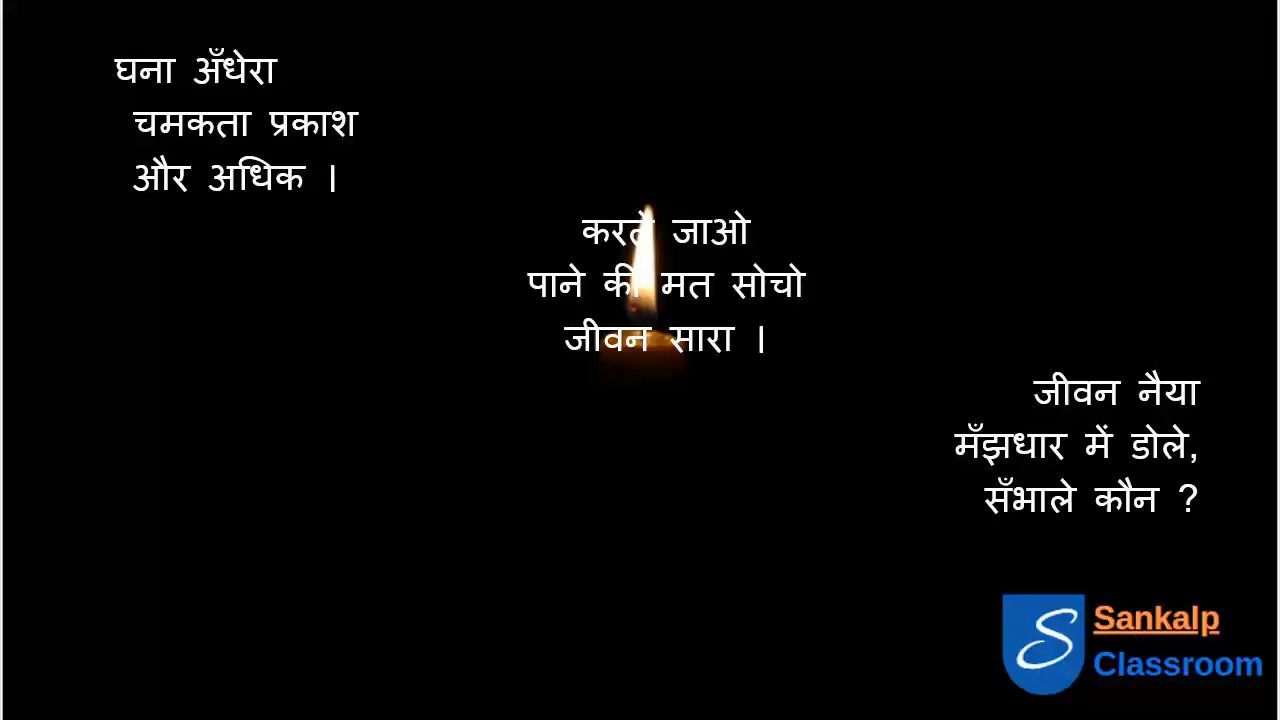 घना अँधेरा
चमकता प्रकाश
और अधिक ।
करते जाओ
पाने की मत सोचो
जीवन सारा ।
जीवन नैया
मँझधार में डोले,
सँभाले कौन ?
Sankalp
Classroom